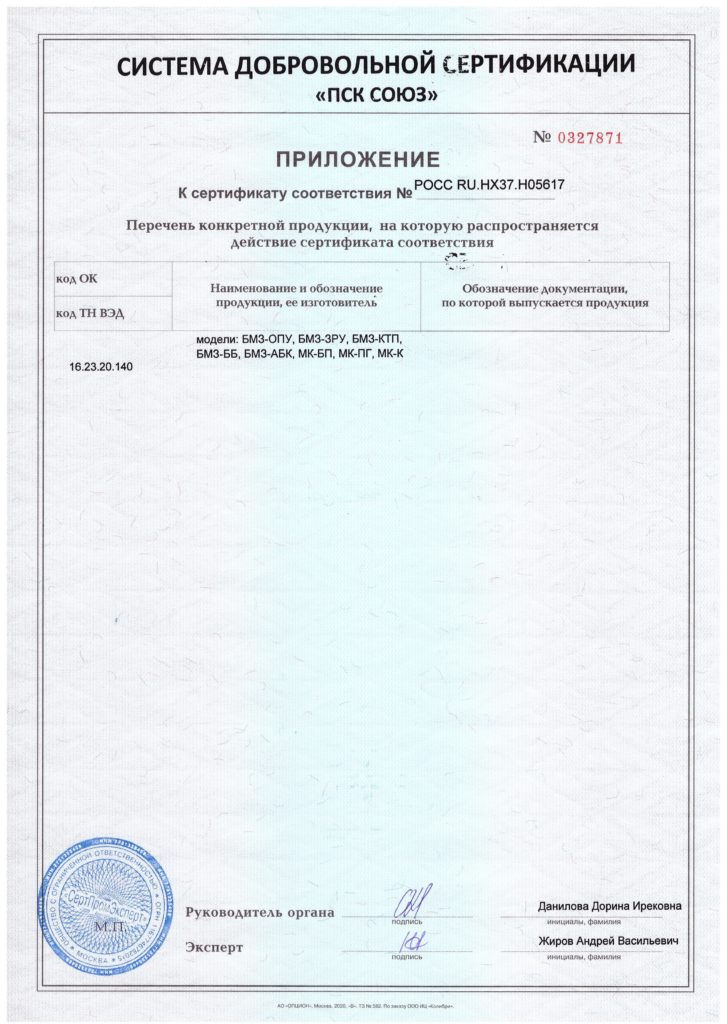 СИСТЕМА ДОБРОВОЛЬНОЙ СЕРТИФИКАЦИИ
«ПСК СОЮЗ»
№ 0327871
ПРИЛОЖЕНИЕ
К сертификату соответствия № РОСС RU.НХ37.Н05617
Перечень конкретной продукции, на которую распространяется
действие сертификата соответствия
код ОК
код ТН ВЭД
Наименование и обозначение
продукции, ее изготовитель
Обозначение документации,
по которой выпускается продукция
16.23.20.140
модели: БМЗ-ОПУ, БМЗ-ЗРУ, БМЗ-КТП,
БМЗ-ББ, БМЗ-АБК, МК-БП, МК-ПГ, МК-К
ОБЩЕСТВО С ОГРАНИЧЕННОЙ ОТВЕТСТВЕННОСТЬЮ
"СертПромЭксперт"
М.П.
МОСКВА
Руководитель органа
подпись
Данилова Дорина Ирековна
инициалы, фамилия
Эксперт
подпись
Жиров Андрей Васильевич
инициалы, фамилия
АО «ОПЦИОН», Москва, 2020, «В», ТЗ № 582. По заказу ООО ИЦ «Колибри».